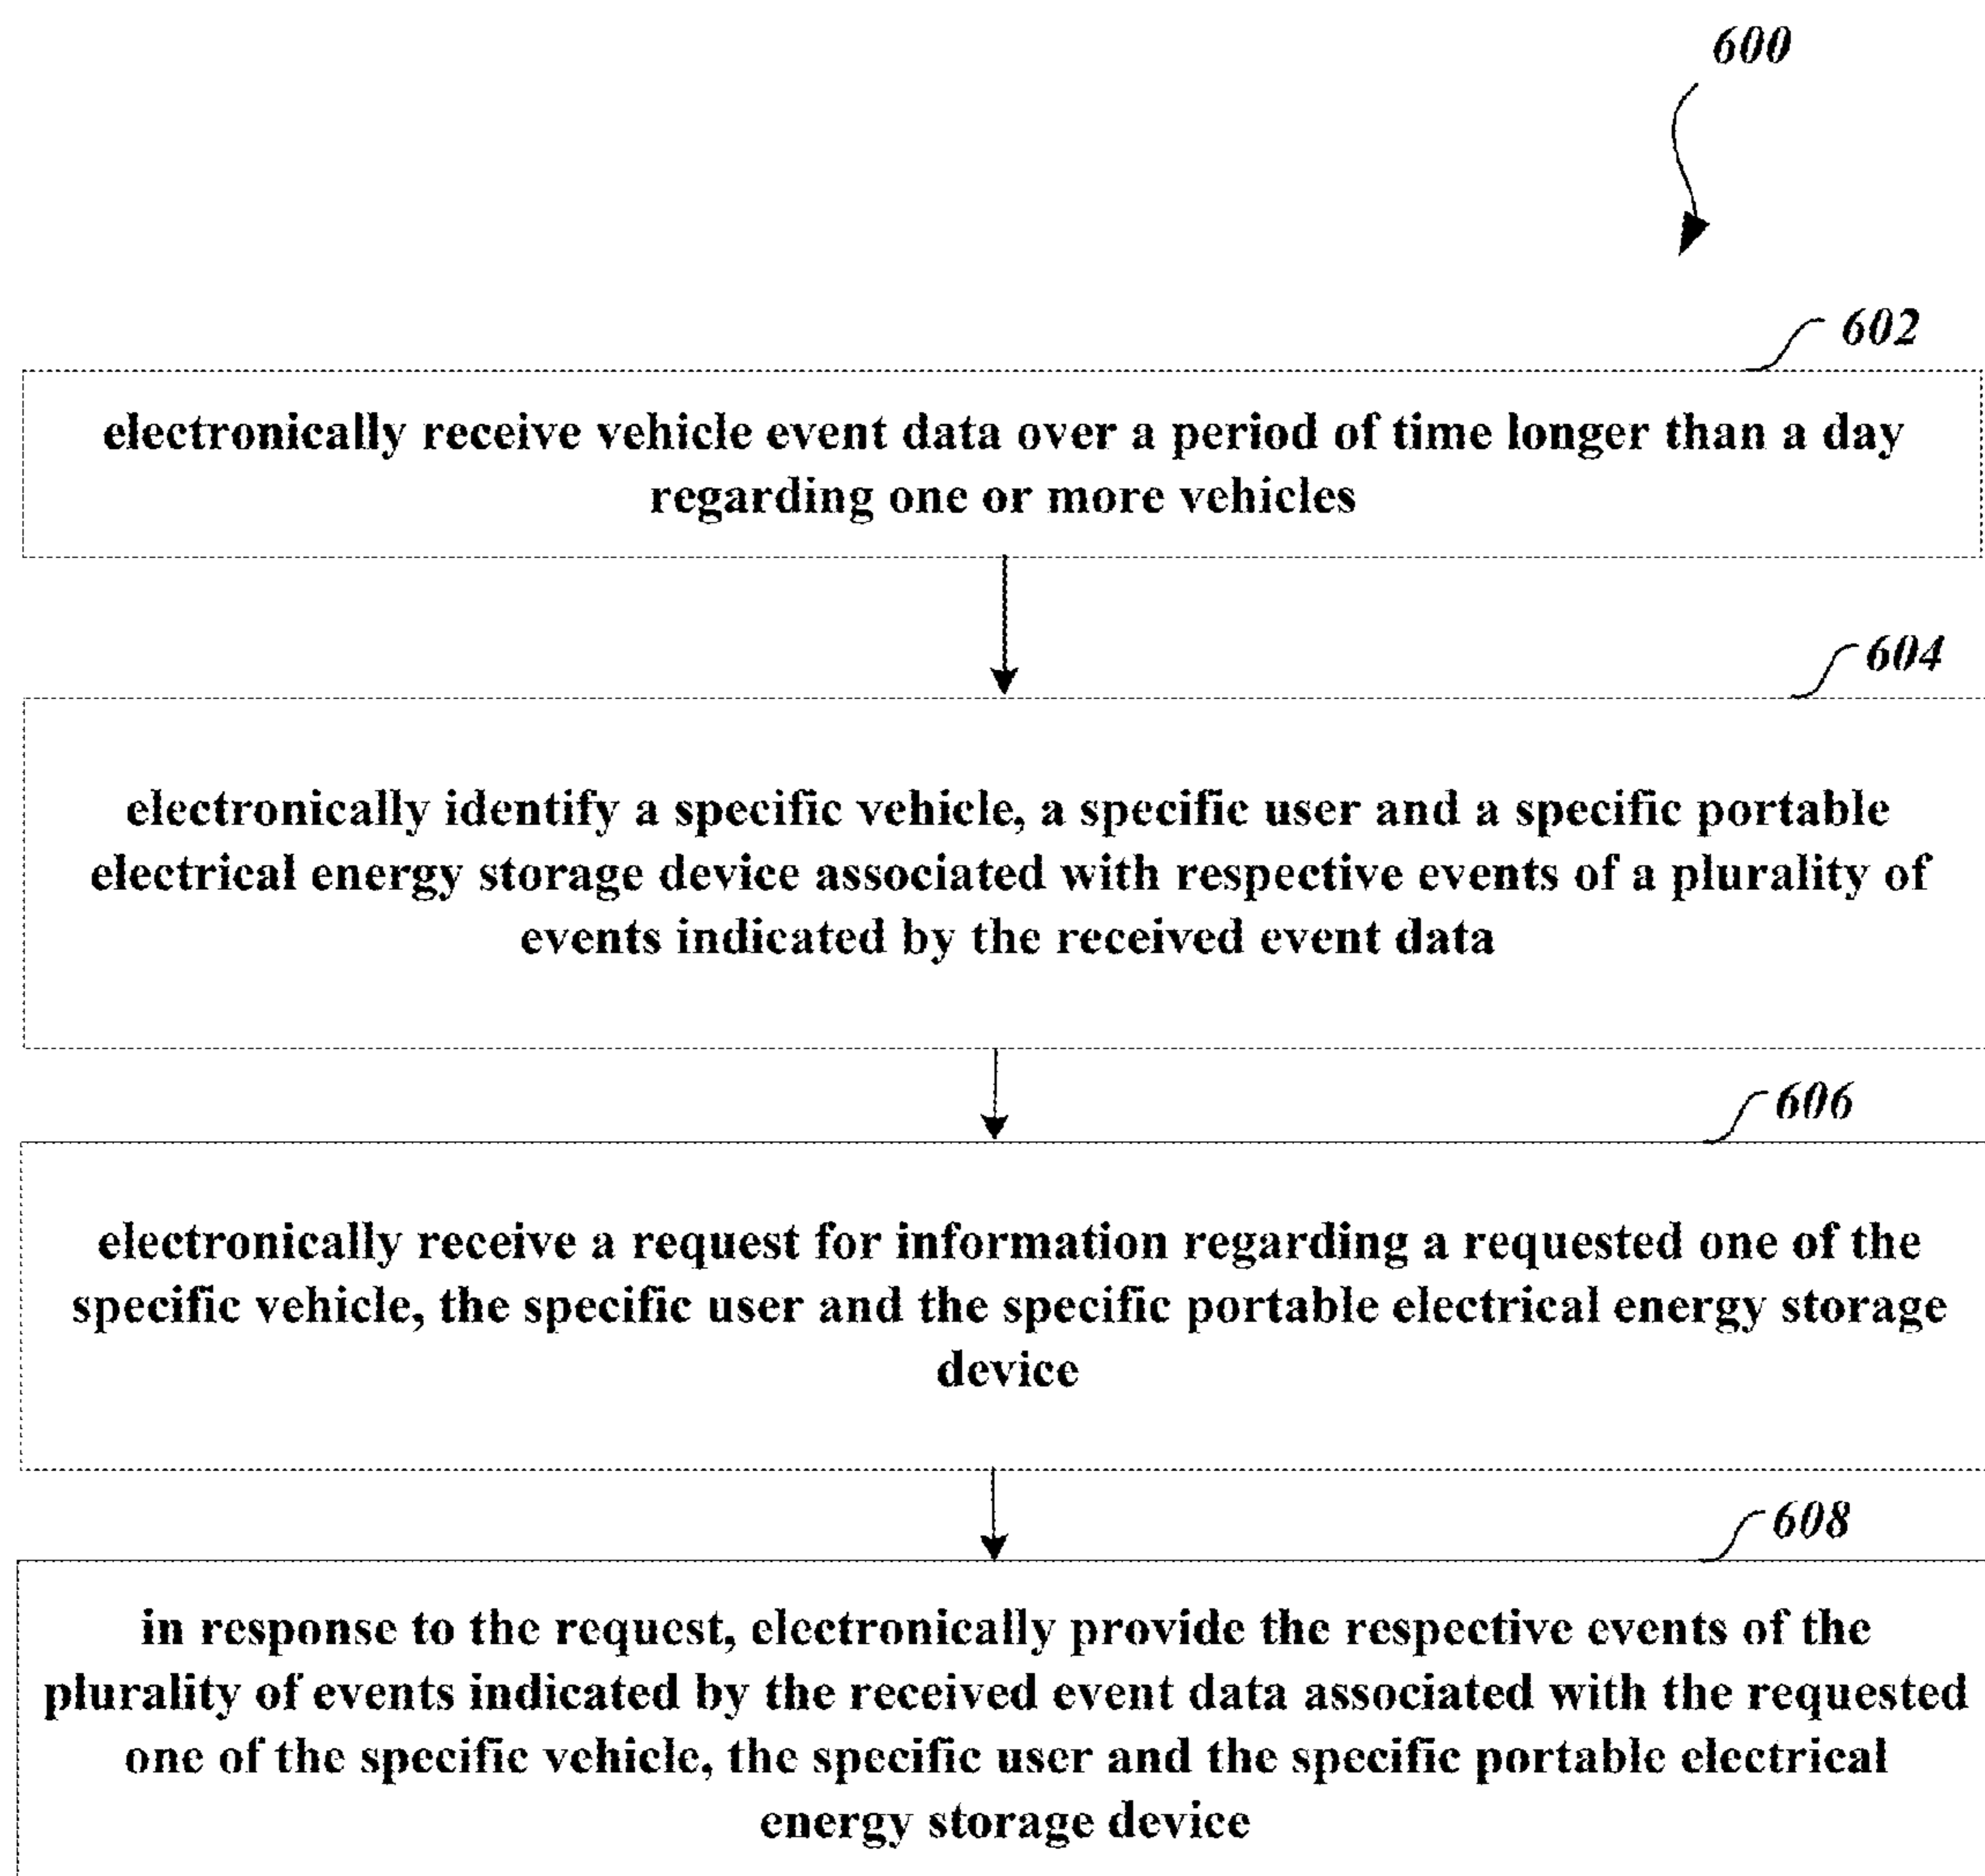 600
602
electronically receive vehicle event data over a period of time longer than a day
regarding one or more vehicles
604
electronically identify a specific vehicle, a specific user and a specific portable
electrical energy storage device associated with respective events of a plurality of
events indicated by the received event data
606
electronically receive a request for information regarding a requested one of the
specific vehicle, the specific user and the specific portable electrical energy storage
device
608
in response to the request, electronically provide the respective events of the
plurality of events indicated by the received event data associated with the requested
one of the specific vehicle, the specific user and the specific portable electrical
energy storage device